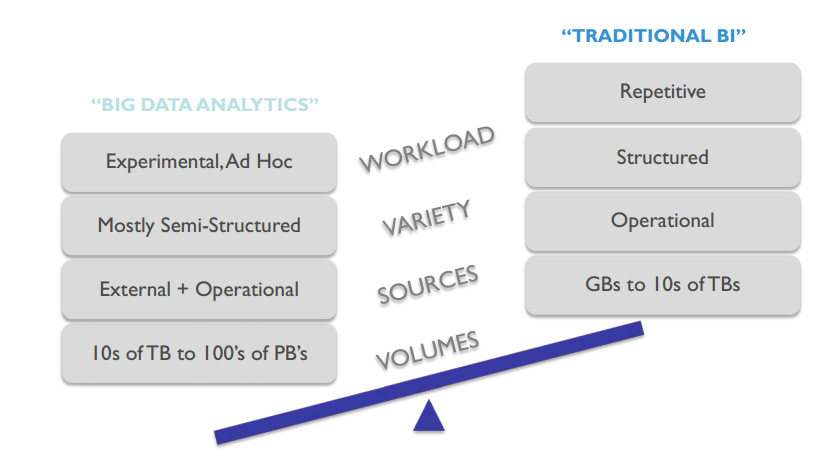 “TRADITIONAL BI”
“BIG DATA ANALYTICS”
Repetitive
Experimental, Ad Hoc
WORKLOAD
Structured
Mostly Semi-Structured
VARIETY
Operational
External + Operational
SOURCES
GBs to 10s of TBs
10s of TB to 100’s of PB’s
VOLUMES